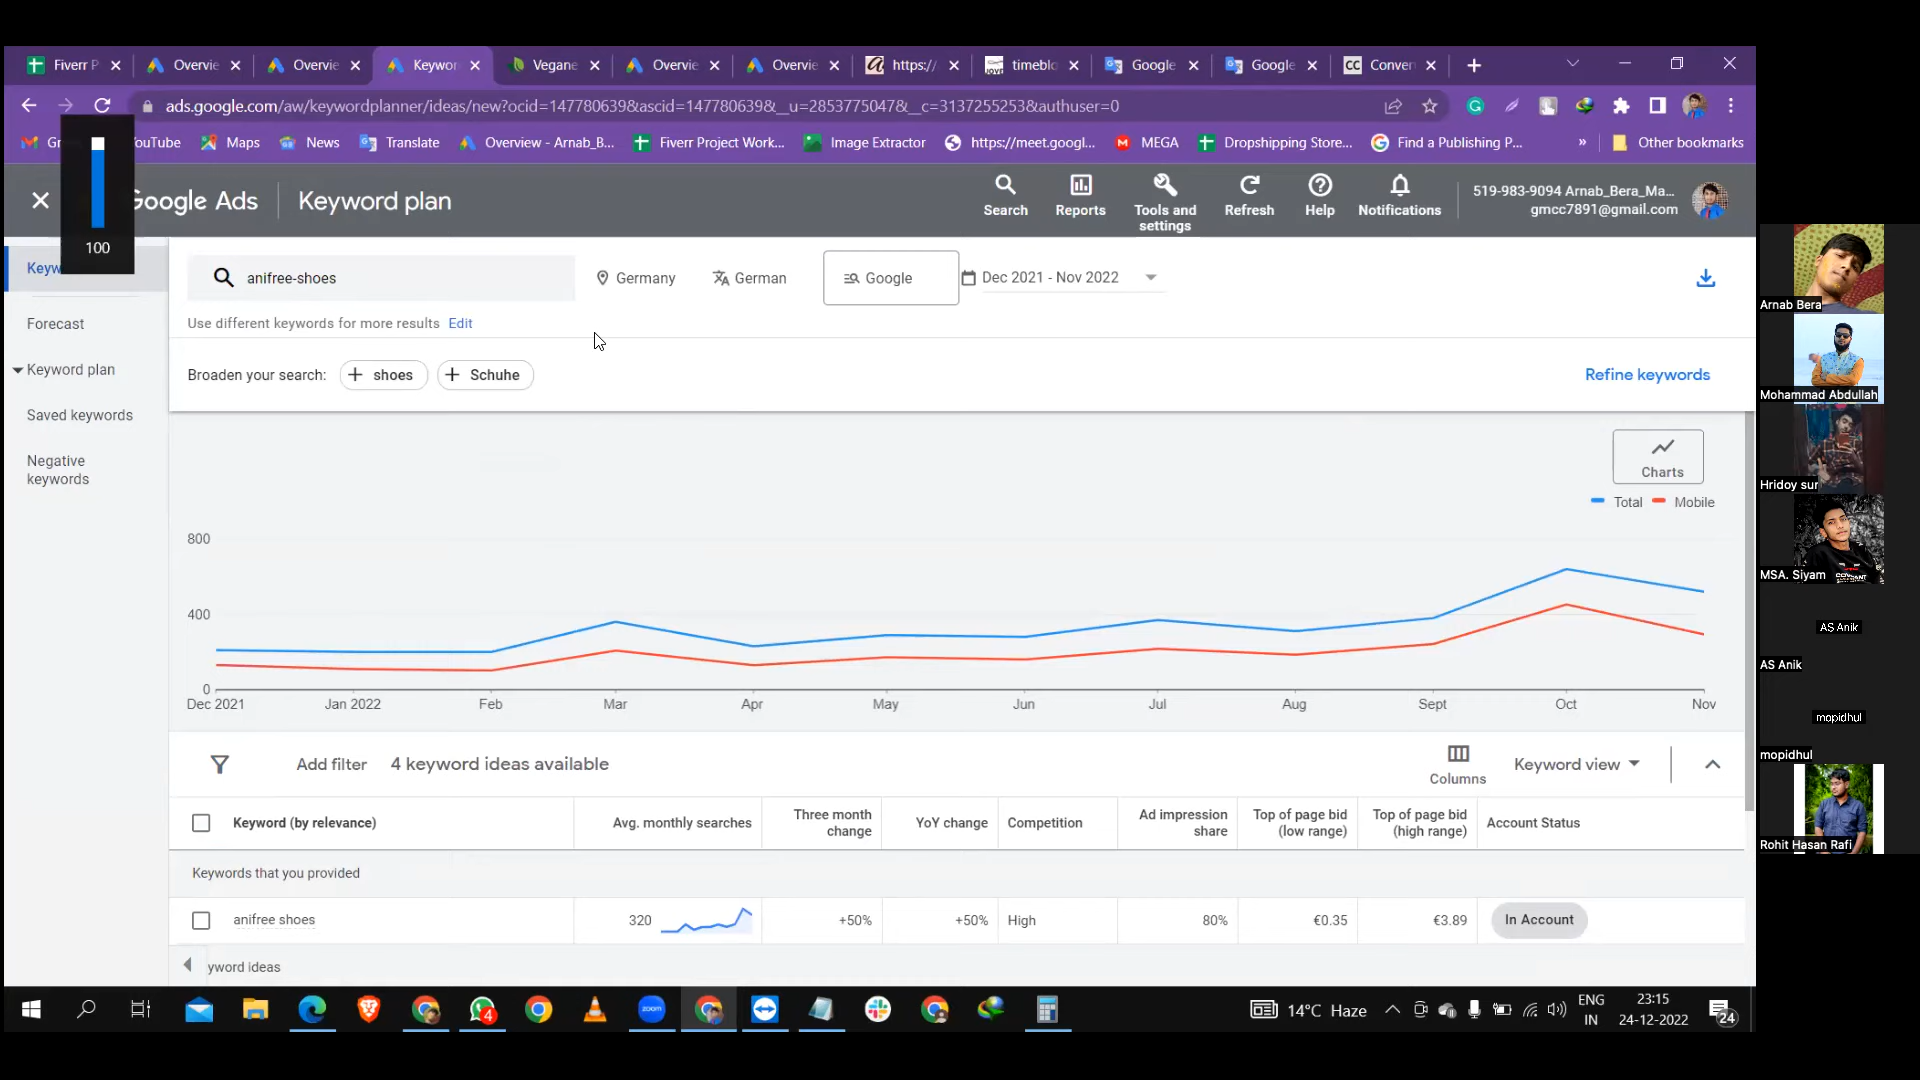 Fiverr P
Overvie
Overvie
Keywor
Vegane
Overvie
Overvie
https://
timeblo
Google
Google
CC Conver
ads.google.com/aw/keywordplanner/ideas/new?ocid=147780639&ascid=147780639&__u=2853775047&__c=3137255253&authuser=0
YouTube
Maps
News
Translate
Overview - Arnab_B...
Fiverr Project Work...
Image Extractor
https://meet.googl...
MEGA
Dropshipping Store...
Find a Publishing P...
»
Other bookmarks
100
Google Ads
Keyword plan
Search
Reports
Tools and
settings
Refresh
Help
Notifications
519-983-9094 Arnab_Bera_Ma...
gmcc7891@gmail.com
Keyw
Forecast
Keyword plan
Saved keywords
Negative
keywords
anifree-shoes
Germany
German
Google
Dec 2021 - Nov 2022
Use different keywords for more results Edit
Broaden your search:
+ shoes
+ Schuhe
Refine keywords
Charts
Total
Mobile
800
400
0
Dec 2021
Jan 2022
Feb
Mar
Apr
May
Jun
Jul
Aug
Sept
Oct
Nov
Add filter
4 keyword ideas available
Columns
Keyword view
Keyword (by relevance)
Avg. monthly searches
Three month
change
YoY change
Competition
Ad impression
share
Top of page bid
(low range)
Top of page bid
(high range)
Account Status
Keywords that you provided
anifree shoes
320
+50%
+50%
High
80%
€0.35
€3.89
In Account
yword ideas
4
zoom
14°C Haze
ENG
IN
23:15
24-12-2022
24
Arnab Bera
Mohammad Abdullah
Hridoy sur
MSA. Siyam
AS Anik
AS Anik
mopidhul
mopidhul
Rohit Hasan Rafi